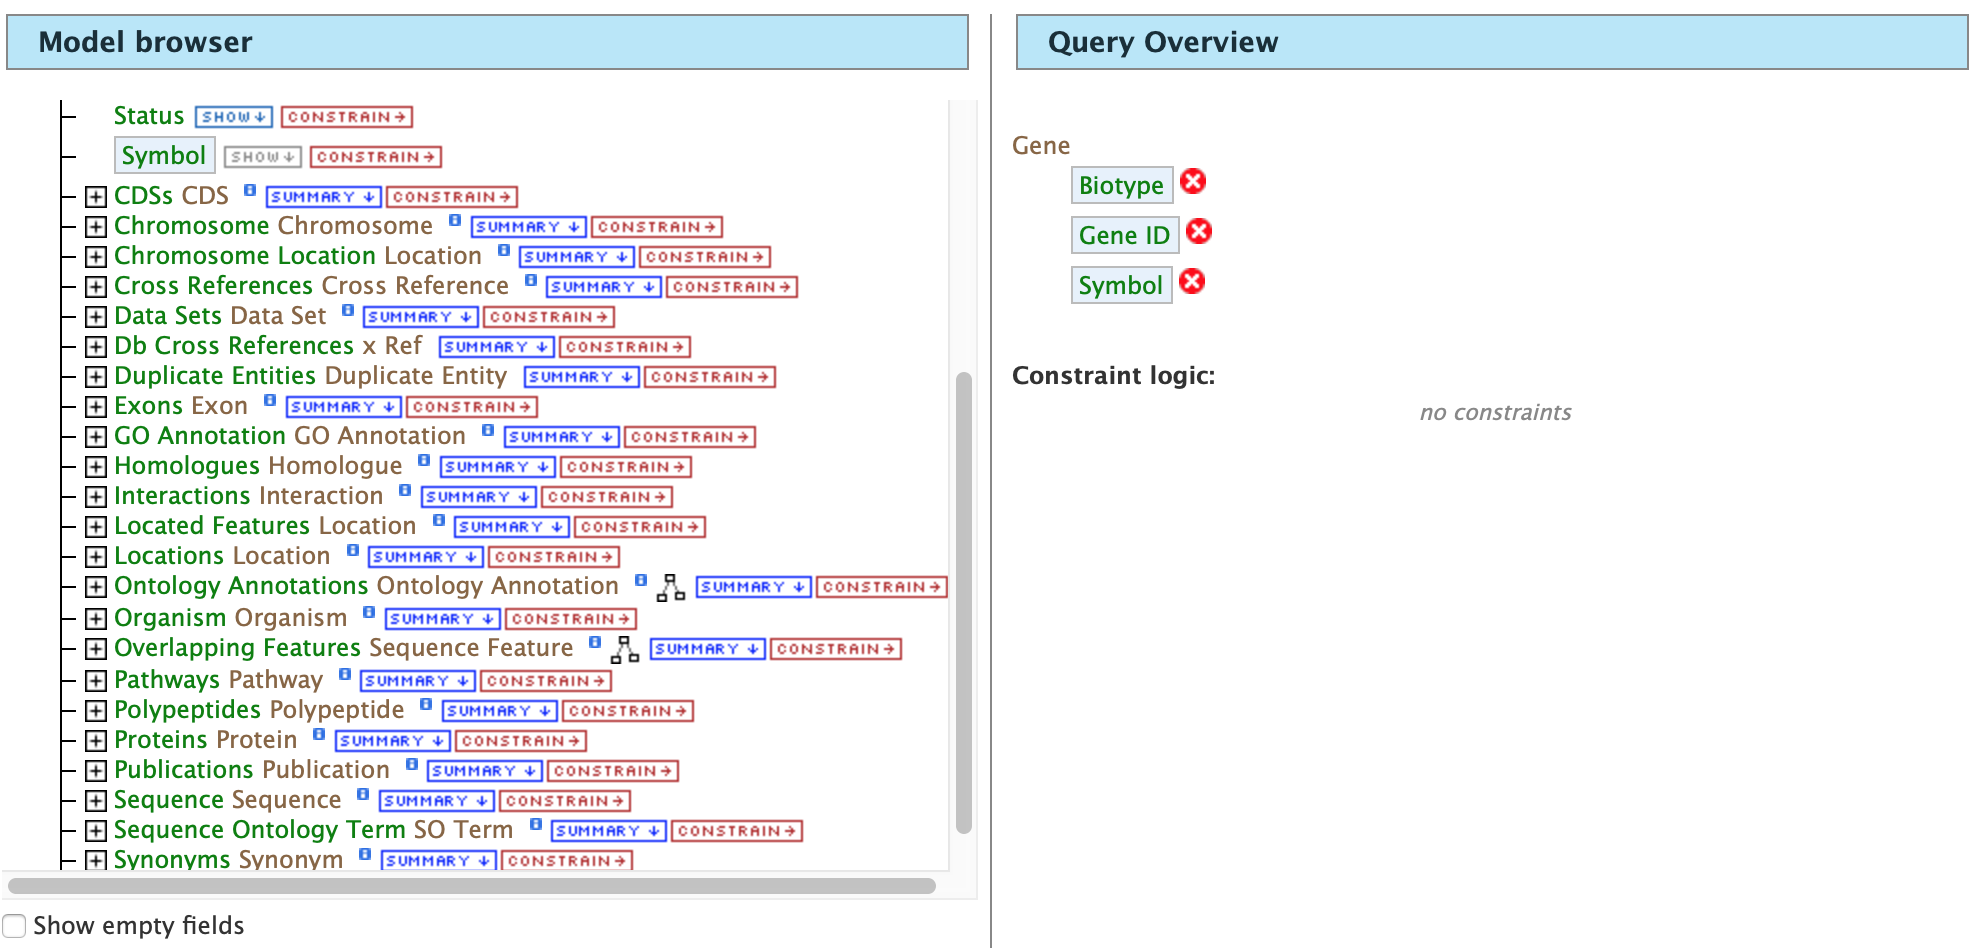 Model browser
Status SHOW↓ CONSTRAIN→
Symbol SHOW↓ CONSTRAIN→
CDSs CDS i SUMMARY ↓ CONSTRAIN→
Chromosome Chromosome i SUMMARY ↓ CONSTRAIN→
Chromosome Location Location i SUMMARY ↓ CONSTRAIN→
Cross References Cross Reference i SUMMARY ↓ CONSTRAIN→
Data Sets Data Set i SUMMARY ↓ CONSTRAIN→
Db Cross References x Ref SUMMARY ↓ CONSTRAIN→
Duplicate Entities Duplicate Entity SUMMARY ↓ CONSTRAIN→
Exons Exon i SUMMARY ↓ CONSTRAIN→
GO Annotation GO Annotation i SUMMARY ↓ CONSTRAIN→
Homologues Homologue i SUMMARY ↓ CONSTRAIN→
Interactions Interaction i SUMMARY ↓ CONSTRAIN→
Located Features Location i SUMMARY ↓ CONSTRAIN→
Locations Location i SUMMARY ↓ CONSTRAIN→
Ontology Annotations Ontology Annotation i SUMMARY ↓ CONSTRAIN→
Organism Organism i SUMMARY ↓ CONSTRAIN→
Overlapping Features Sequence Feature i SUMMARY ↓ CONSTRAIN→
Pathways Pathway i SUMMARY ↓ CONSTRAIN→
Polypeptides Polypeptide i SUMMARY ↓ CONSTRAIN→
Proteins Protein i SUMMARY ↓ CONSTRAIN→
Publications Publication i SUMMARY ↓ CONSTRAIN→
Sequence Sequence i SUMMARY ↓ CONSTRAIN→
Sequence Ontology Term SO Term i SUMMARY ↓ CONSTRAIN→
Synonyms Synonym i SUMMARY ↓ CONSTRAIN→
Show empty fields
Query Overview
Gene
Biotype
Gene ID
Symbol
Constraint logic:
no constraints